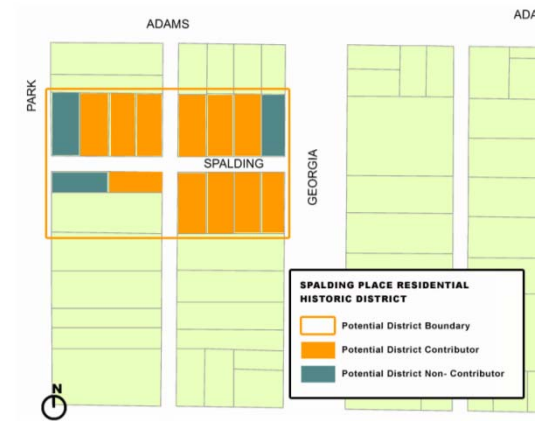 ADAMS
ADA
PARK
SPALDING
GEORGIA
SPALDING PLACE RESIDENTIAL
HISTORIC DISTRICT
Potential District Boundary
Potential District Contributor
Potential District Non- Contributor
N